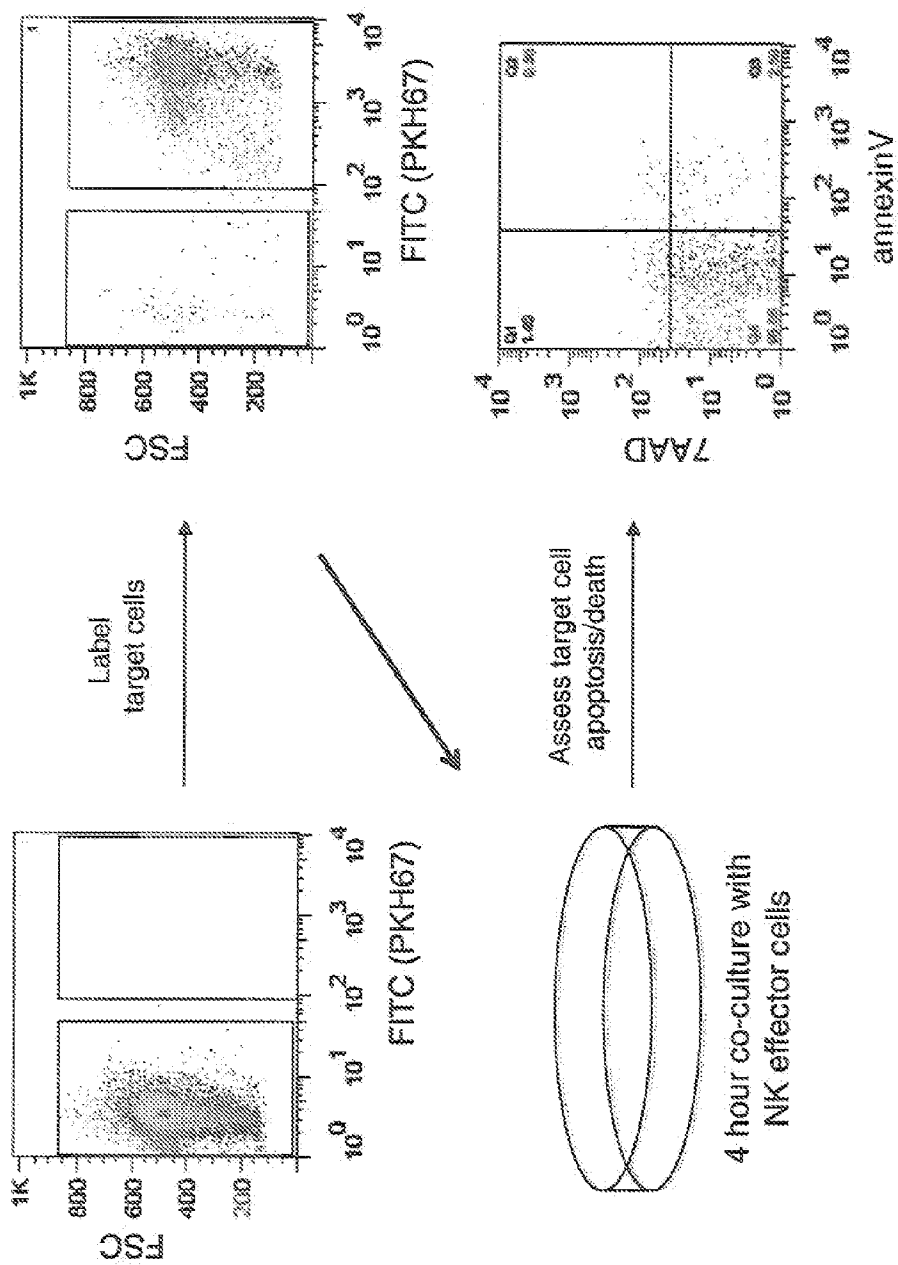 1K
800
600
400
200
FSC
10^0 10^1 10^2 10^3 10^4
FITC (PKH67)
Label
target cells
1K
800
600
400
200
FSC
1
10^0 10^1 10^2 10^3 10^4
FITC (PKH67)
4 hour co-culture with
NK effector cells
Assess target cell
apoptosis/death
10^4
10^3
10^2
10^1
10^0
7AAD
Q1
10^0 10^1 10^2 10^3 10^4
annexinV